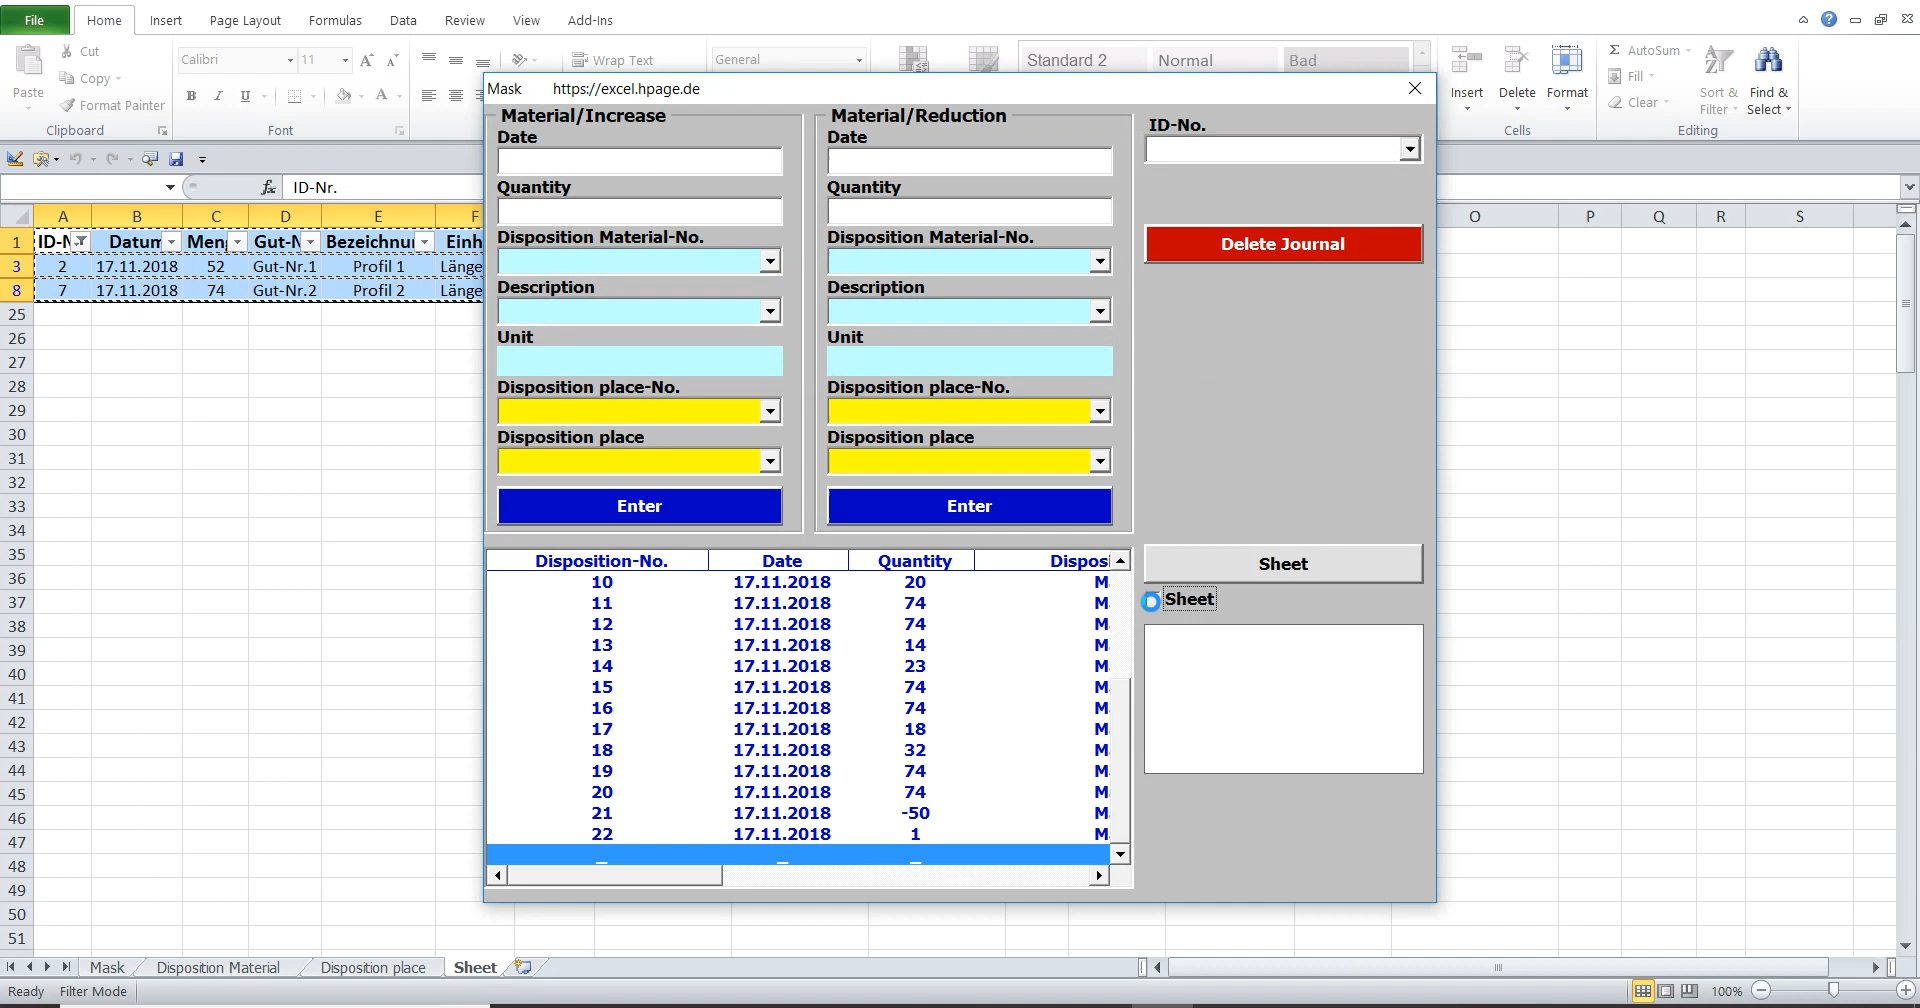 File Home Insert Page Layout Formulas Data Review View Add-Ins
Cut
Copy
Format Painter
Paste
Clipboard
Calibri 11
B I U
Font
Wrap Text
General
Standard 2 Normal Bad
Insert Delete Format
Cells
AutoSum
Fill
Clear
Sort & Filter
Find & Select
Editing
ID-Nr.
A B C D E F O P Q R S
1 Datum Gut-N Bezeichnu Einh
3 2 17.11.2018 52 Gut-Nr.1 Profil 1 Länge
8 7 17.11.2018 74 Gut-Nr.2 Profil 2 Länge
25
26
27
28
29
30
31
32
33
34
35
36
37
38
39
40
41
42
43
44
45
46
47
48
49
50
51
Mask https://excel.hpage.de
Material/Increase
Date
Quantity
Disposition Material-No.
Description
Unit
Disposition place-No.
Disposition place
Enter
Material/Reduction
Date
Quantity
Disposition Material-No.
Description
Unit
Disposition place-No.
Disposition place
Enter
ID-No.
Delete Journal
Sheet
Sheet
Disposition-No. Date Quantity Dispos
10 17.11.2018 20 M
11 17.11.2018 74 M
12 17.11.2018 74 M
13 17.11.2018 14 M
14 17.11.2018 23 M
15 17.11.2018 74 M
16 17.11.2018 74 M
17 17.11.2018 18 M
18 17.11.2018 32 M
19 17.11.2018 74 M
20 17.11.2018 74 M
21 17.11.2018 -50 M
22 17.11.2018 1 M
_ _ _
Mask Disposition Material Disposition place Sheet
Ready Filter Mode 100%